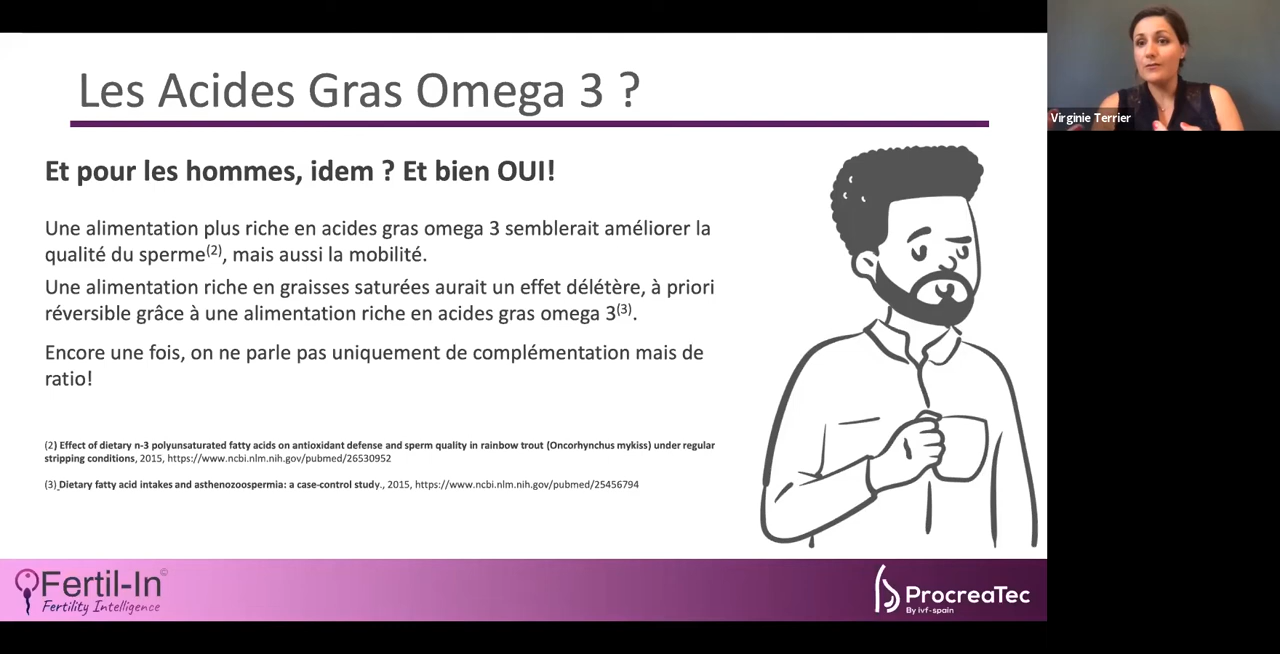 Les Acides Gras Omega 3 ?
Virginie Terrier
Et pour les hommes, idem ? Et bien OUI!
Une alimentation plus riche en acides gras omega 3 semblerait améliorer la
qualité du sperme(2), mais aussi la mobilité.
Une alimentation riche en graisses saturées aurait un effet délétère, à priori
réversible grâce à une alimentation riche en acides gras omega 3(3).
Encore une fois, on ne parle pas uniquement de complémentation mais de
ratio!
(2) Effect of dietary n-3 polyunsaturated fatty acids on antioxidant defense and sperm quality in rainbow trout (Oncorhynchus mykiss) under regular
stripping conditions, 2015, https://www.ncbi.nlm.nih.gov/pubmed/26530952
(3) Dietary fatty acid intakes and asthenozoospermia: a case-control study., 2015, https://www.ncbi.nlm.nih.gov/pubmed/25456794
Fertil-In©
Fertility Intelligence
ProcreaTec
By ivf-spain